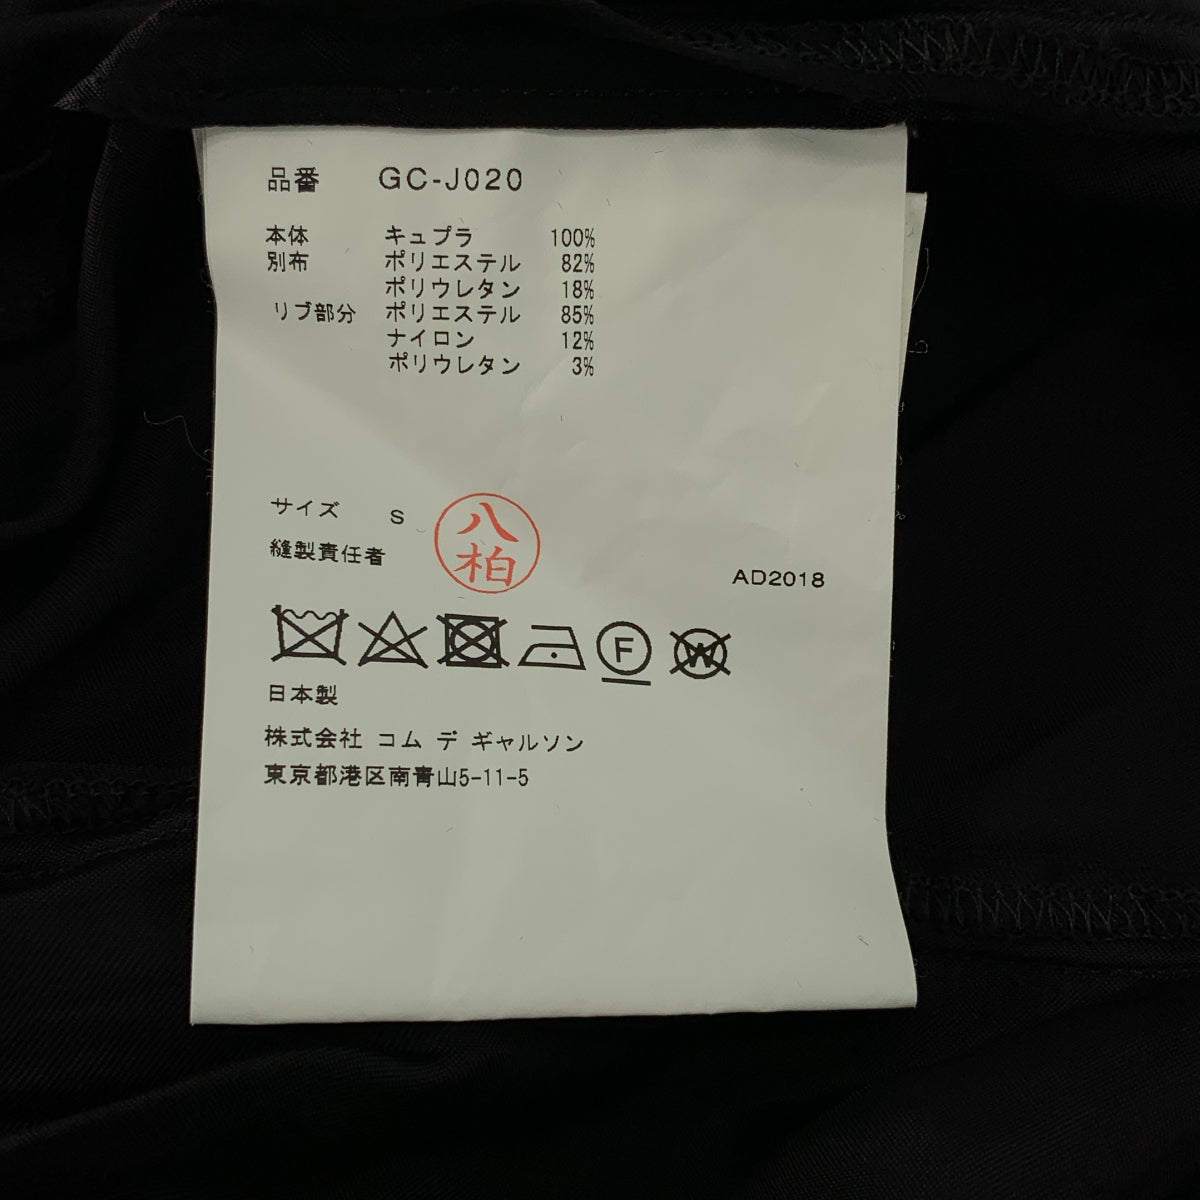 品番 GC-J020
本体 キュプラ 100%
別布 ポリエステル 82%
ポリウレタン 18%
リブ部分 ポリエステル 85%
ナイロン 12%
ポリウレタン 3%
サイズ S
八柏
縫製責任者
AD2018
F W
日本製
株式会社 コム デ ギャルソン
東京都港区南青山5-11-5